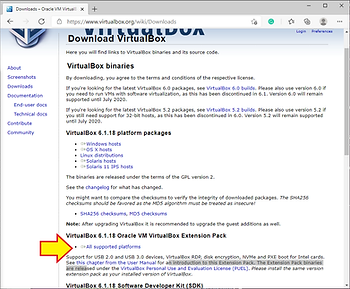 Downloads – Oracle VM VirtualBox
https://www.virtualbox.org/wiki/Downloads
VirtualBox
Login Preferences
Download VirtualBox
Here you will find links to VirtualBox binaries and its source code.
About
Screenshots
Downloads
Documentation
End-user docs
Technical docs
Contribute
Community
VirtualBox binaries
By downloading, you agree to the terms and conditions of the respective license.
If you're looking for the latest VirtualBox 6.0 packages, see VirtualBox 6.0 builds. Please also use version 6.0 if
you need to run VMs with software virtualization, as this has been discontinued in 6.1. Version 6.0 will remain
supported until July 2020.
If you're looking for the latest VirtualBox 5.2 packages, see VirtualBox 5.2 builds. Please also use version 5.2 if
you still need support for 32-bit hosts, as this has been discontinued in 6.0. Version 5.2 will remain supported
until July 2020.
VirtualBox 6.1.18 platform packages
Windows hosts
OS X hosts
Linux distributions
Solaris hosts
Solaris 11 IPS hosts
The binaries are released under the terms of the GPL version 2.
See the changelog for what has changed.
You might want to compare the checksums to verify the integrity of downloaded packages. The SHA256
checksums should be favored as the MD5 algorithm must be treated as insecure!
SHA256 checksums, MD5 checksums
Note: After upgrading VirtualBox it is recommended to upgrade the guest additions as well.
VirtualBox 6.1.18 Oracle VM VirtualBox Extension Pack
All supported platforms
Support for USB 2.0 and USB 3.0 devices, VirtualBox RDP, disk encryption, NVMe and PXE boot for Intel cards.
See this chapter from the User Manual for an introduction to this Extension Pack. The Extension Pack binaries
are released under the VirtualBox Personal Use and Evaluation License (PUEL). Please install the same version
extension pack as your installed version of VirtualBox.
VirtualBox 6.1.18 Software Developer Kit (SDK)